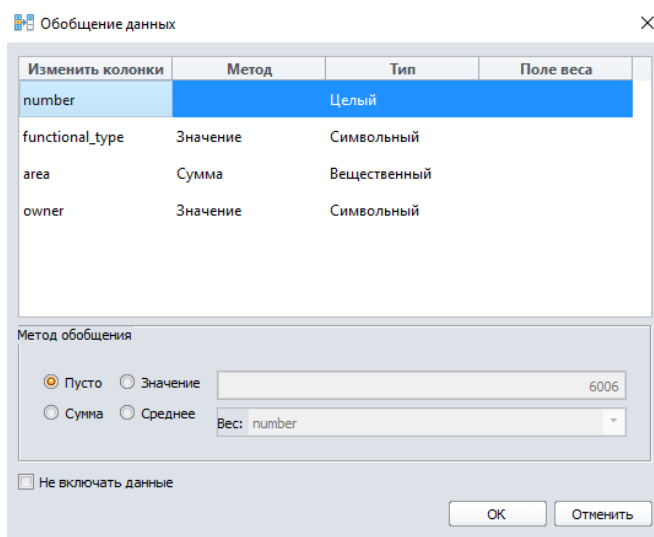 Обобщение данных
Изменить колонки Метод Тип Поле веса
number Целый
functional_type Значение Символьный
area Сумма Вещественный
owner Значение Символьный
Метод обобщения
Пусто Значение 6006
Сумма Среднее Вес: number
Не включать данные
ОК Отменить